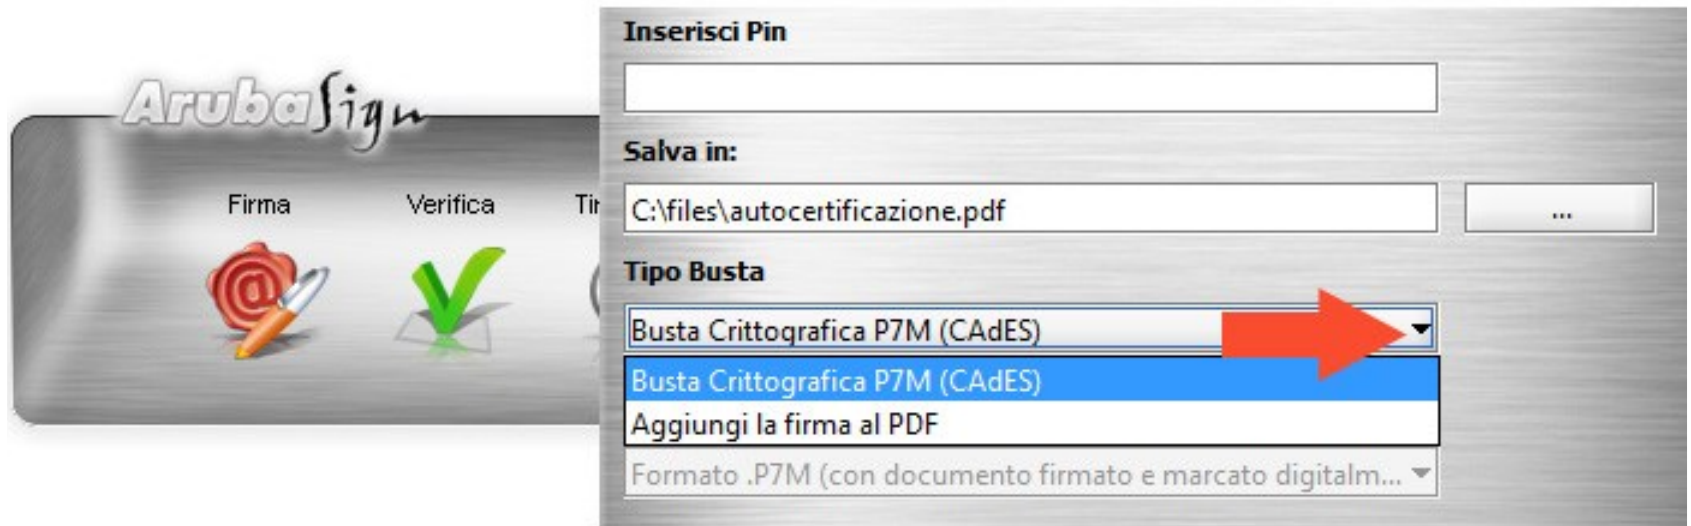 ArubaSign
Firma
Verifica
Inserisci Pin
Salva in:
C:\files\autocertificazione.pdf
...
Tipo Busta
Busta Crittografica P7M (CAdES)
Busta Crittografica P7M (CAdES)
Aggiungi la firma al PDF
Formato .P7M (con documento firmato e marcato digitalm...